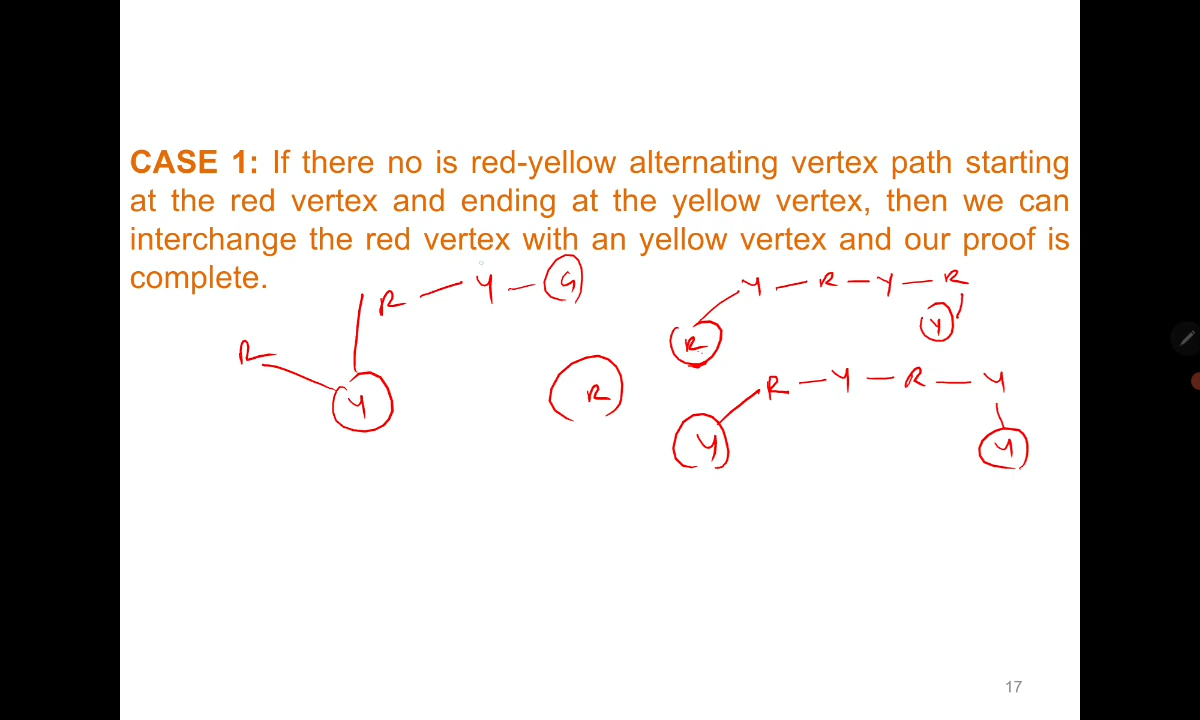 CASE 1: If there no is red-yellow alternating vertex path starting
at the red vertex and ending at the yellow vertex, then we can
interchange the red vertex with an yellow vertex and our proof is
complete.
R Y G
Y R Y R
R
Y
R
Y
R
R Y R Y
Y
Y
17